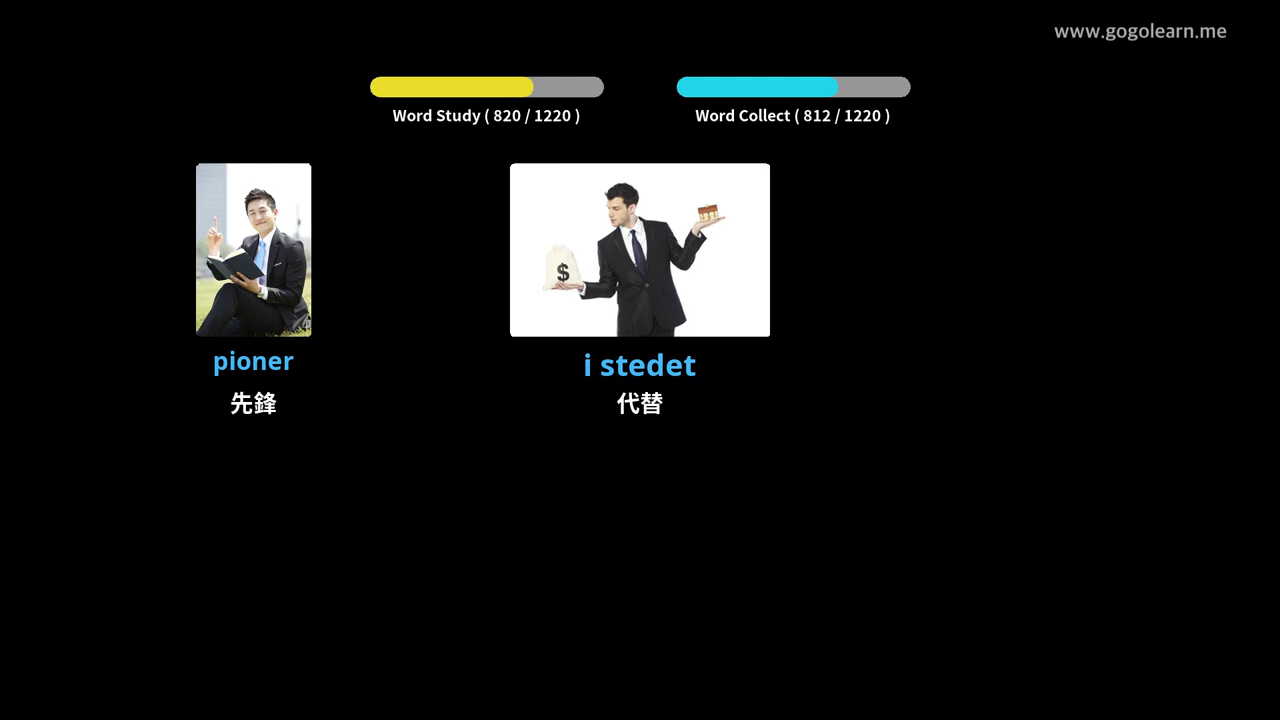 www.gogolearn.me
Word Study ( 820 / 1220 )
Word Collect ( 812 / 1220 )
$
pioner
先鋒
i stedet
代替